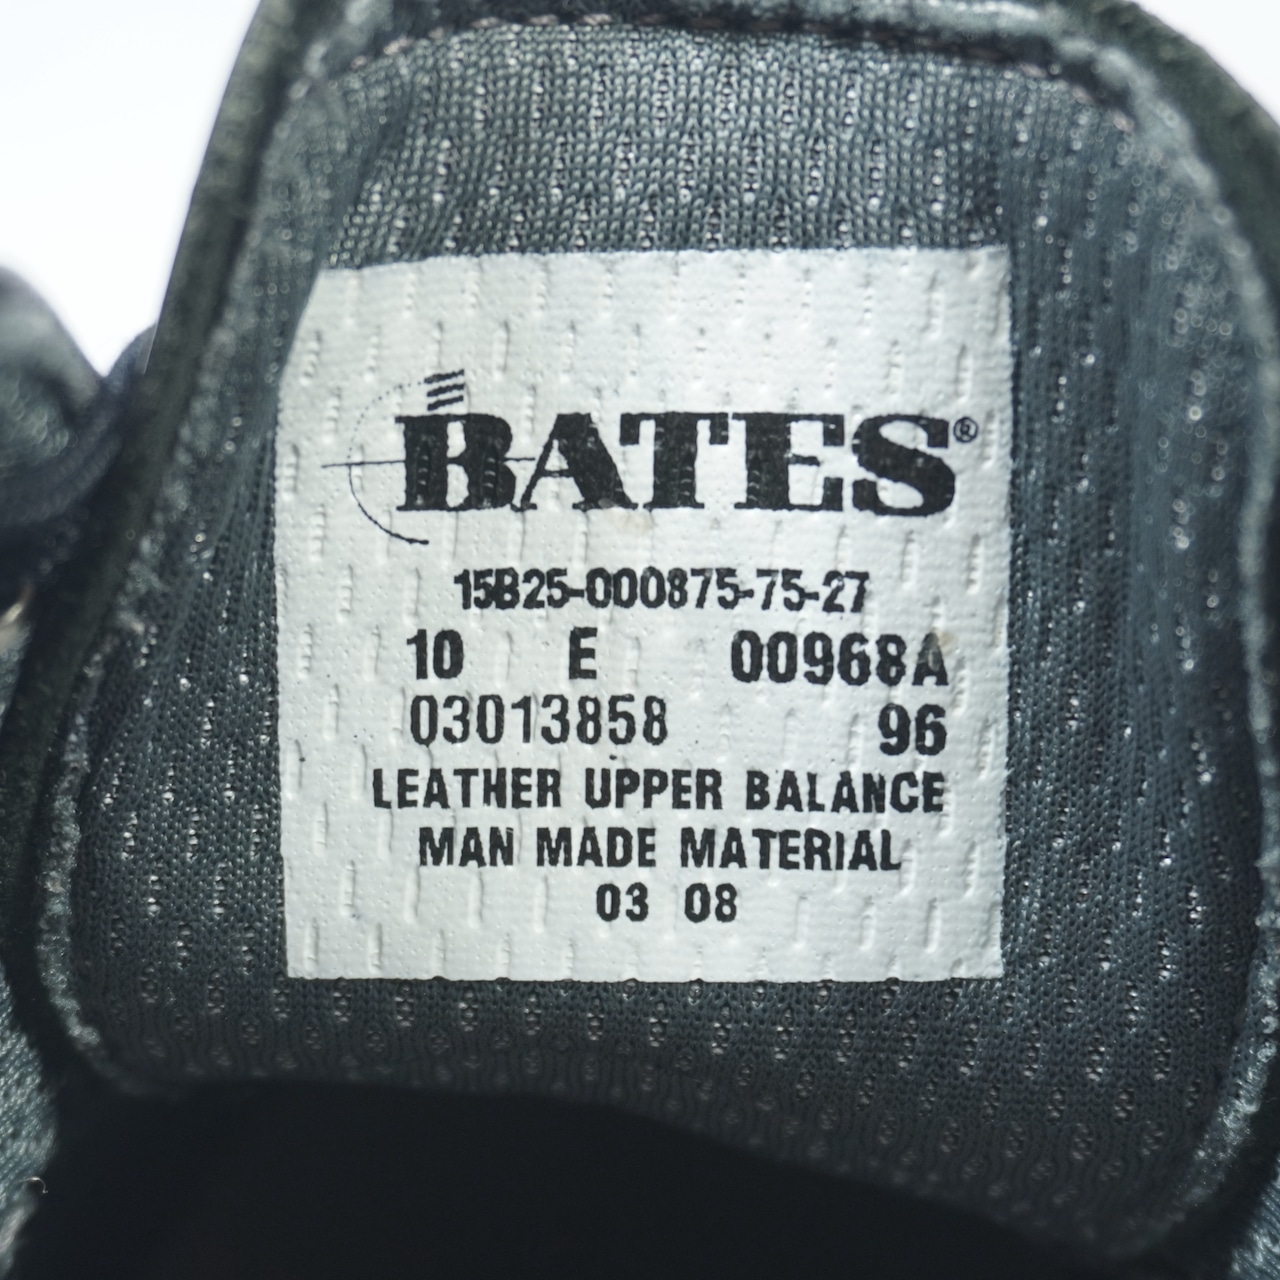 BATES®
15B25-000875-75-27
10 E 00968A
03013858 96
LEATHER UPPER BALANCE
MAN MADE MATERIAL
03 08